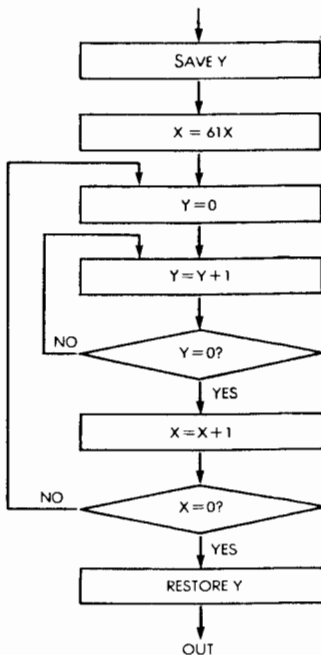 SAVE Y
X = 61X
Y=0
Y=Y+1
NO
Y=0?
YES
X=X+1
NO
X=0?
YES
RESTORE Y
OUT